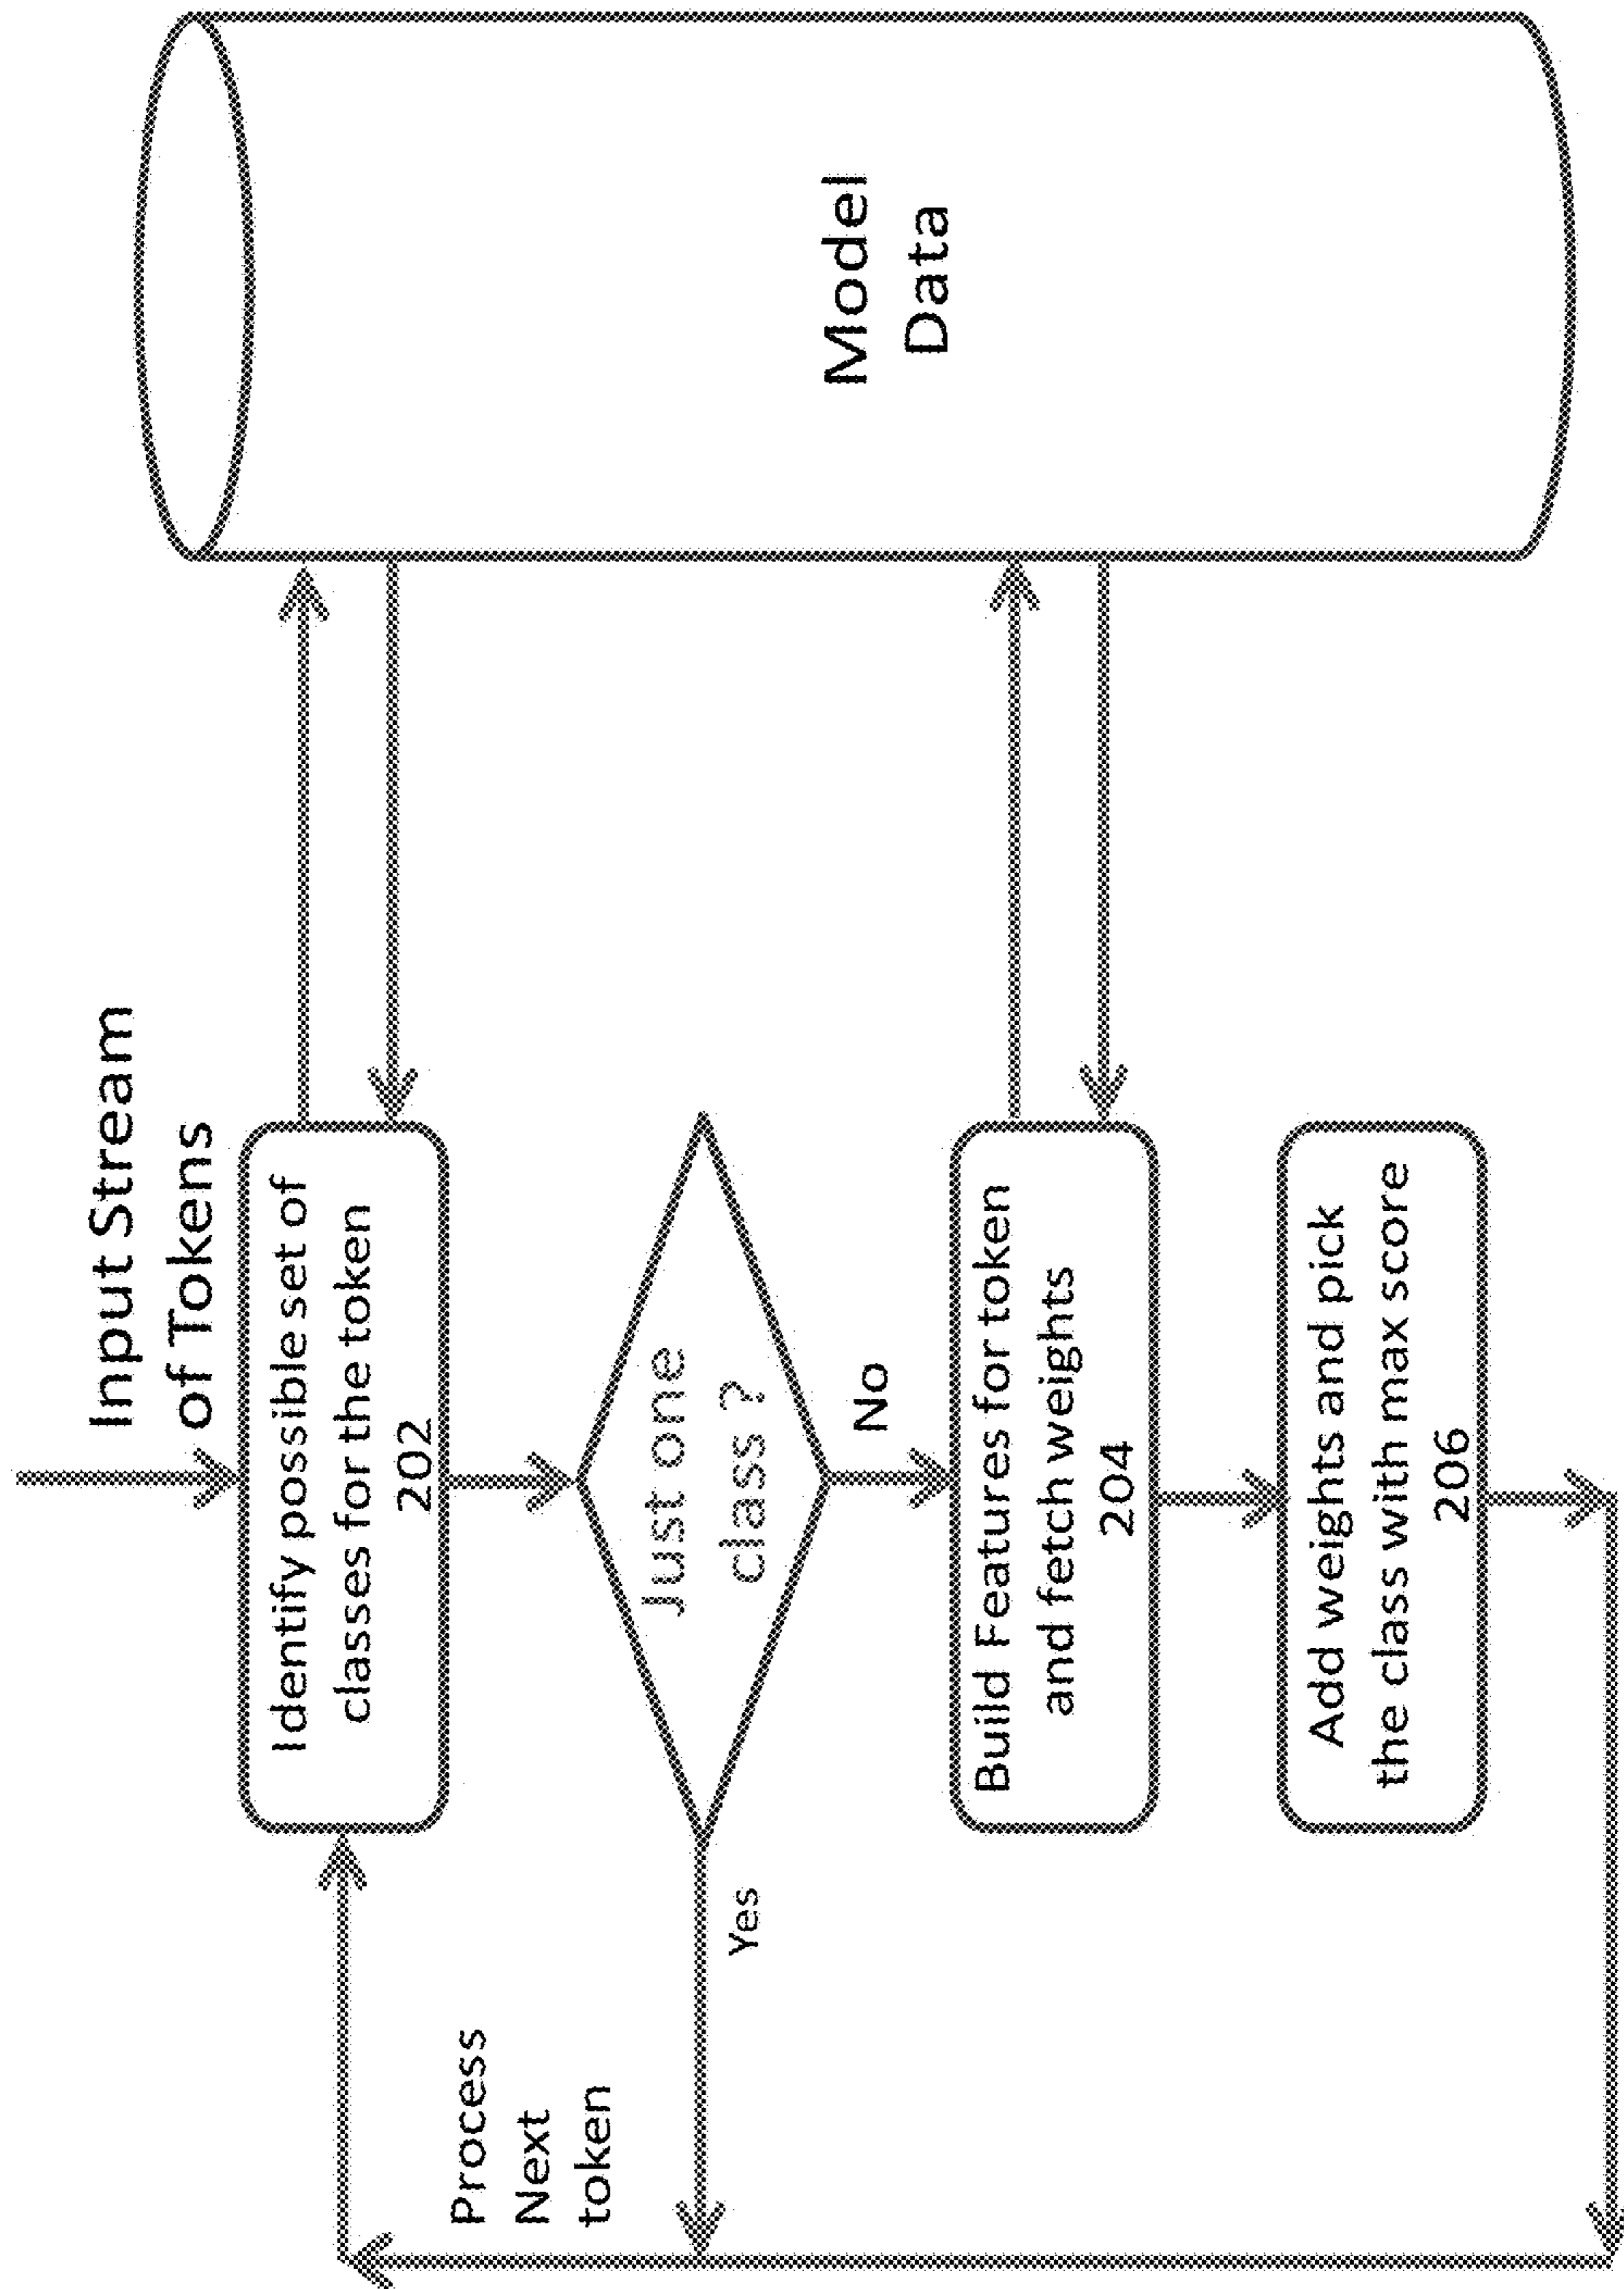 Input Stream
of Tokens
Identify possible set of
classes for the token
202
Just one
class ?
Yes
No
Process
Next
token
Build Features for token
and fetch weights
204
Add weights and pick
the class with max score
206
Model
Data